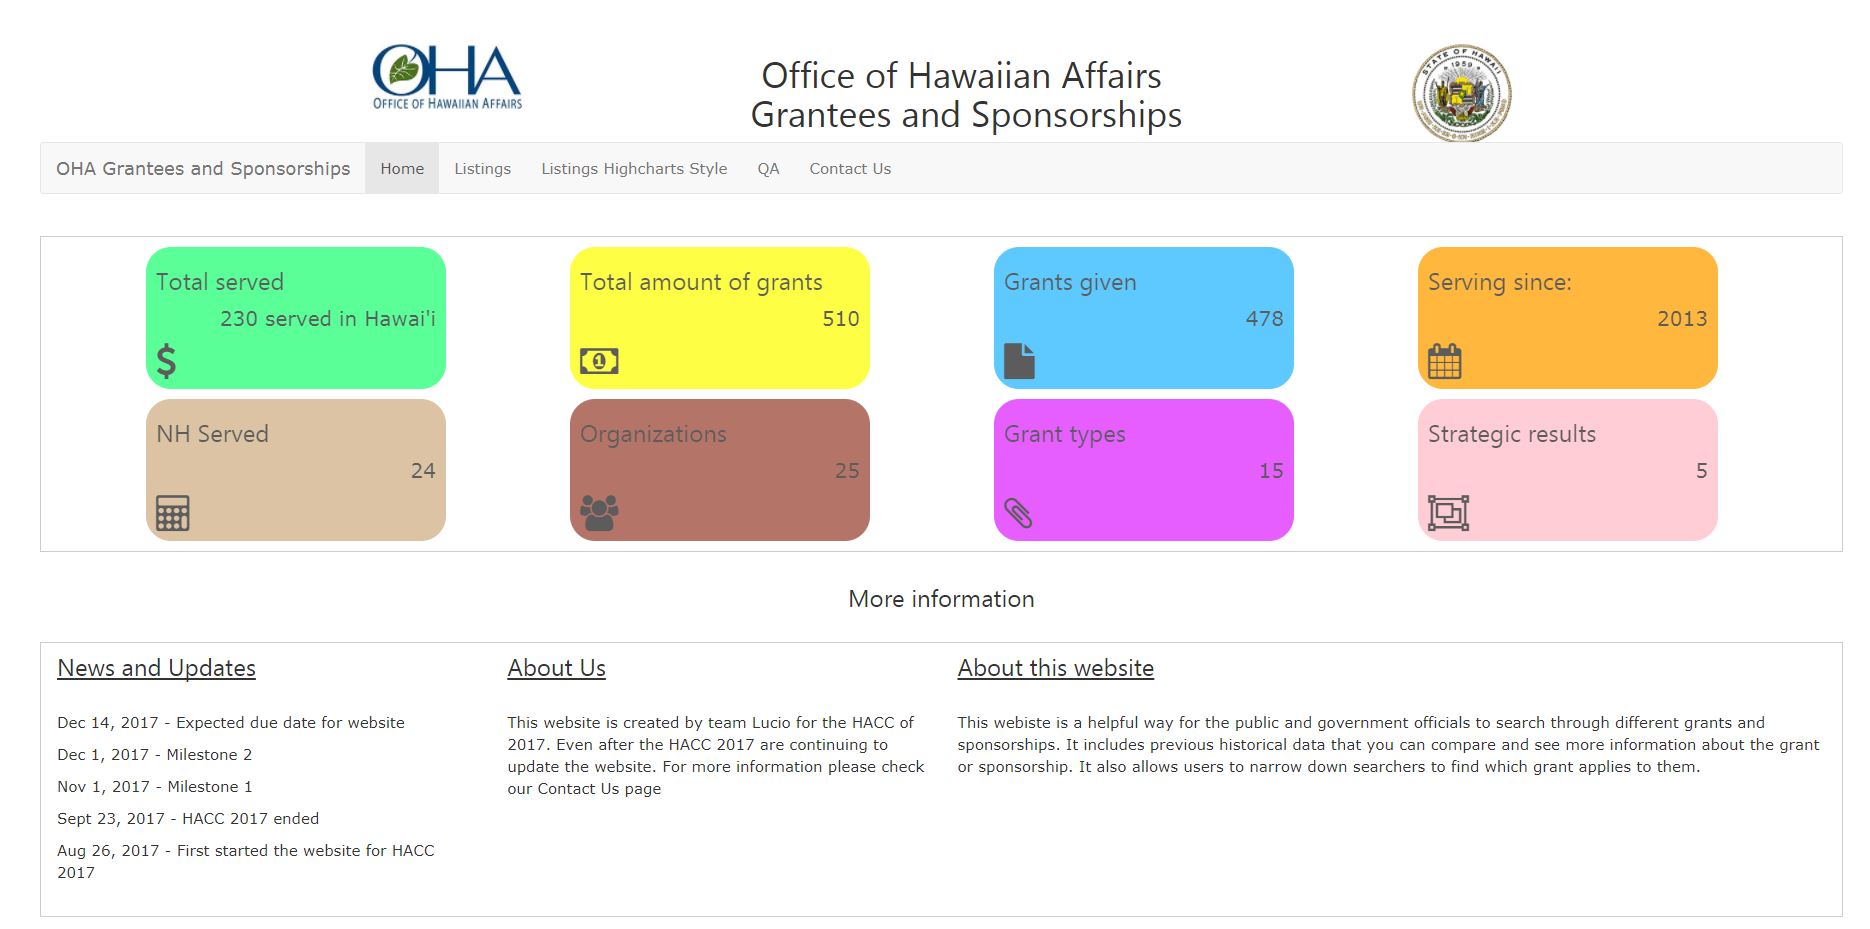 OHA
OFFICE OF HAWAIIAN AFFAIRS
Office of Hawaiian Affairs
Grantees and Sponsorships
STATE OF HAWAII
1959
OHA Grantees and Sponsorships Home Listings Listings Highcharts Style QA Contact Us
Total served
230 served in Hawai'i
Total amount of grants
510
Grants given
478
Serving since:
2013
NH Served
24
Organizations
25
Grant types
15
Strategic results
5
More information
News and Updates
Dec 14, 2017 - Expected due date for website
Dec 1, 2017 - Milestone 2
Nov 1, 2017 - Milestone 1
Sept 23, 2017 - HACC 2017 ended
Aug 26, 2017 - First started the website for HACC
2017
About Us
This website is created by team Lucio for the HACC of
2017. Even after the HACC 2017 are continuing to
update the website. For more information please check
our Contact Us page
About this website
This webiste is a helpful way for the public and government officials to search through different grants and
sponsorships. It includes previous historical data that you can compare and see more information about the grant
or sponsorship. It also allows users to narrow down searchers to find which grant applies to them.